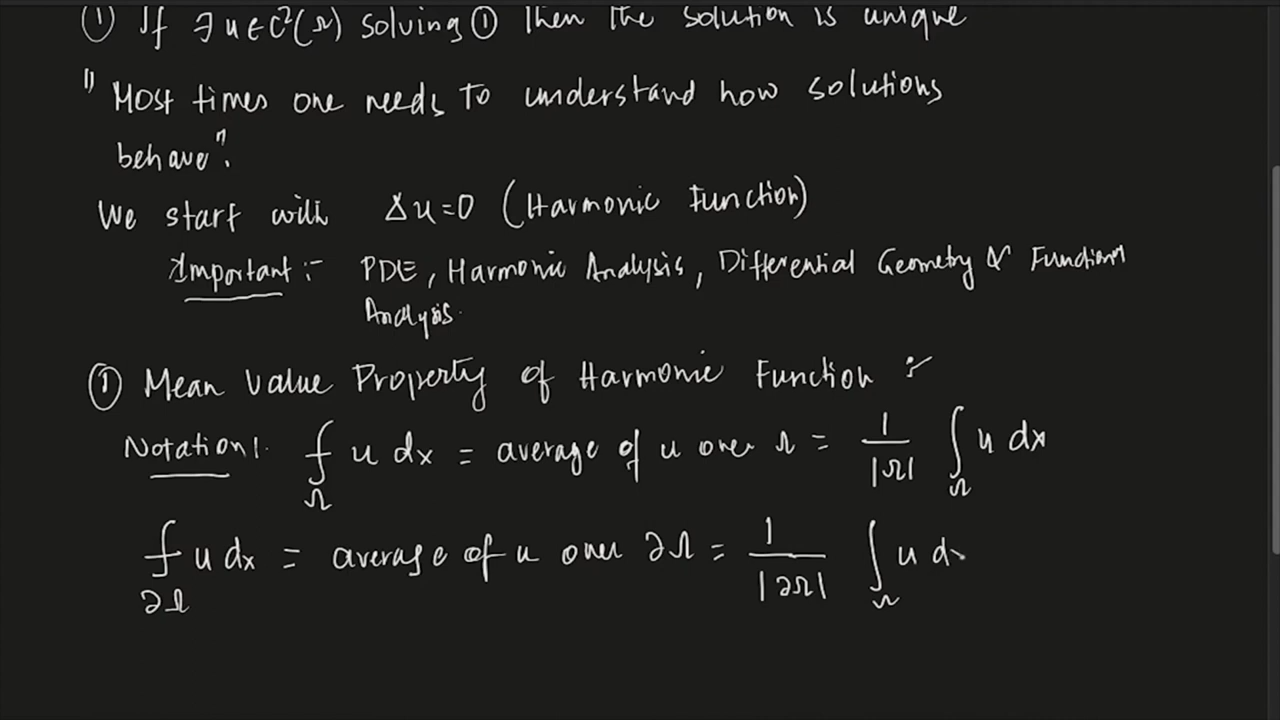 ① If ∃ u ∈ C²(Ω) solving ① Then the solution is unique
"Most times one needs to understand how solutions
behave".
We start with Δu=0 (Harmonic Function)
Important :- PDE, Harmonic Analysis, Differential Geometry & Functional
Analysis.
① Mean Value Property of Harmonic Function :-
Notation 1. ⨍_Ω u dx = average of u over Ω = 1/|Ω| ∫_Ω u dx
⨍_∂Ω u dx = average of u over ∂Ω = 1/|∂Ω| ∫_Ω u dx